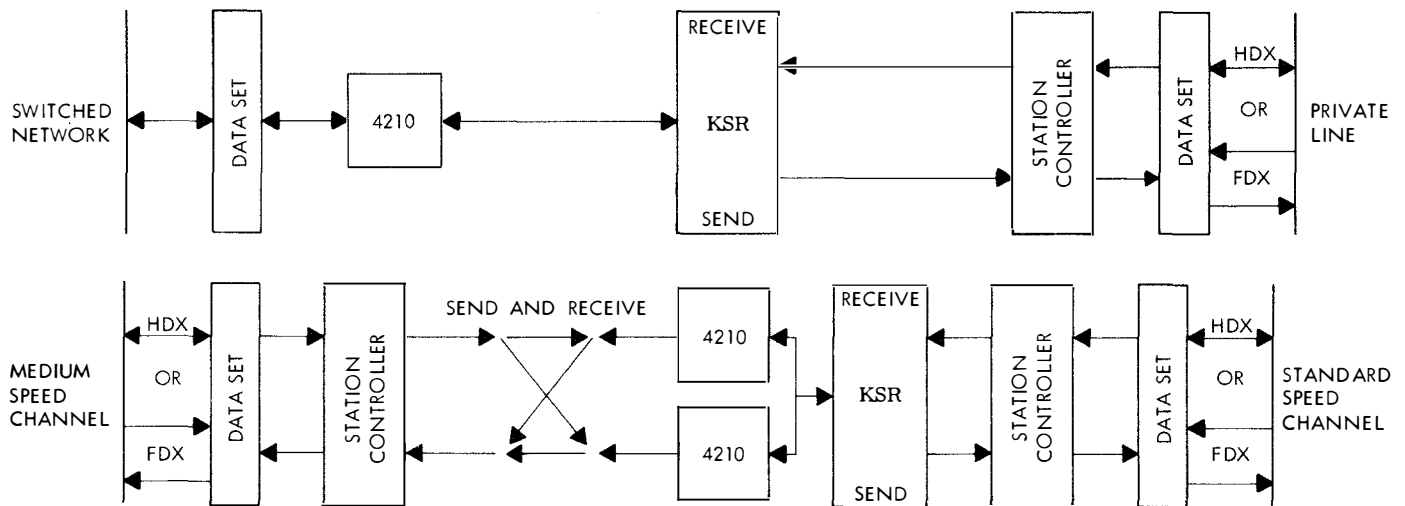 SWITCHED
NETWORK
DATA SET
4210
RECEIVE
KSR
SEND
STATION
CONTROLLER
DATA SET
HDX
OR
FDX
PRIVATE
LINE
MEDIUM
SPEED
CHANNEL
HDX
OR
FDX
DATA SET
STATION
CONTROLLER
SEND AND RECEIVE
4210
4210
RECEIVE
KSR
SEND
STATION
CONTROLLER
DATA SET
HDX
OR
FDX
STANDARD
SPEED
CHANNEL